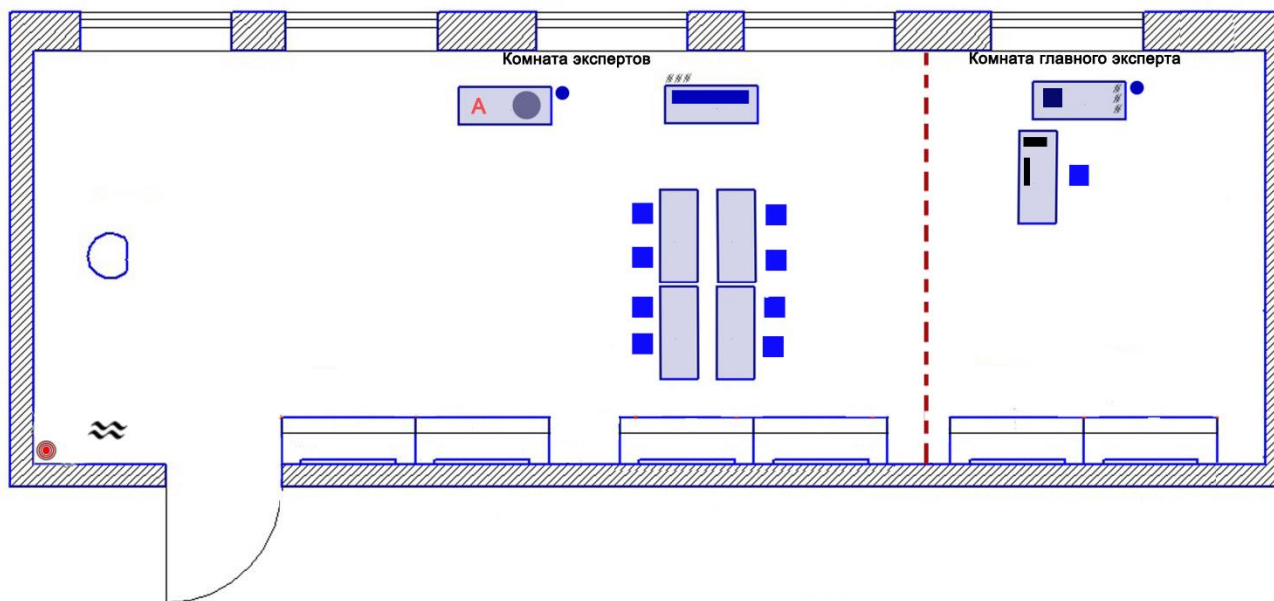 Комната экспертов
Комната главного эксперта
А